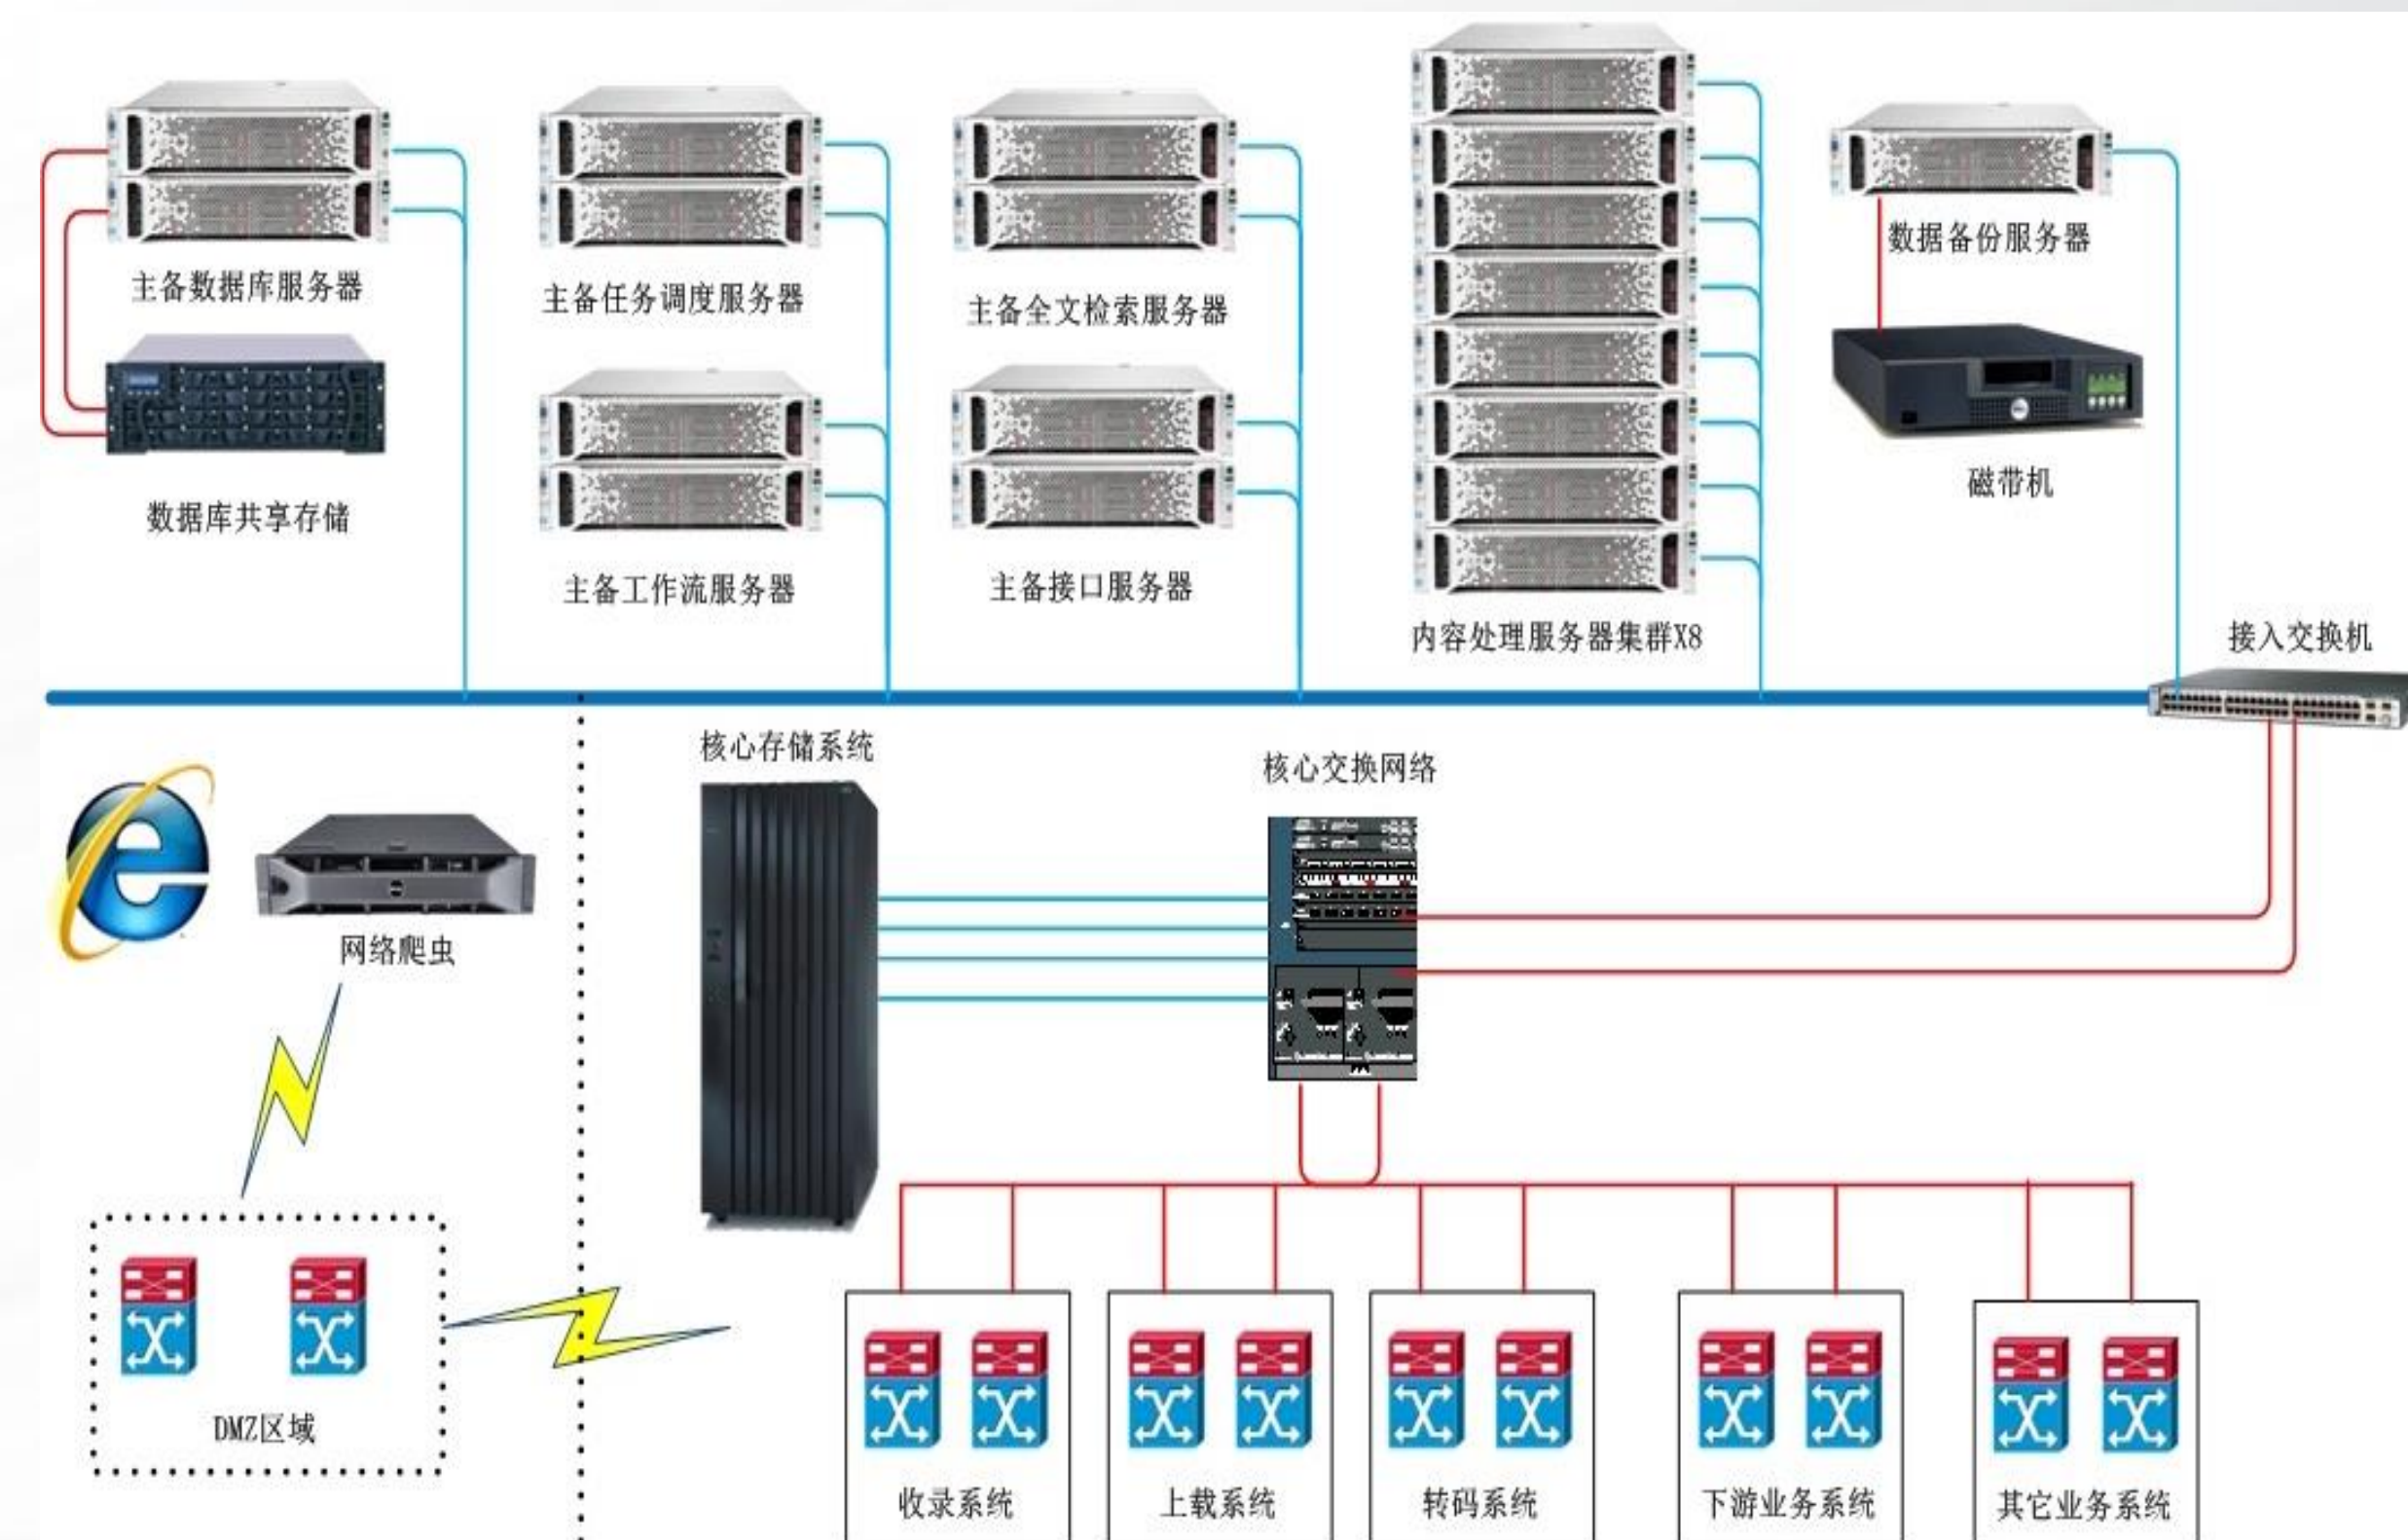 主备数据库服务器
主备任务调度服务器
主备全文检索服务器
数据备份服务器
数据库共享存储
磁带机
主备工作流服务器
主备接口服务器
内容处理服务器集群X8
接入交换机
核心存储系统
核心交换网络
网络爬虫
DMZ区域
收录系统
上载系统
转码系统
下游业务系统
其它业务系统